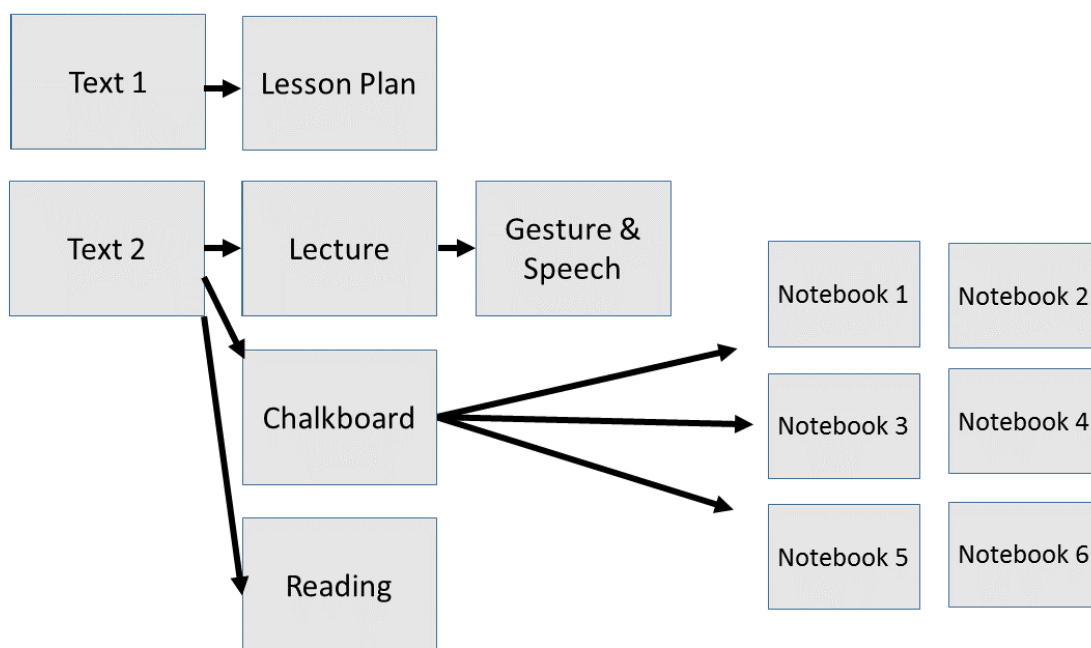 Text 1
Lesson Plan
Text 2
Lecture
Gesture &
Speech
Notebook 1
Notebook 2
Chalkboard
Notebook 3
Notebook 4
Reading
Notebook 5
Notebook 6